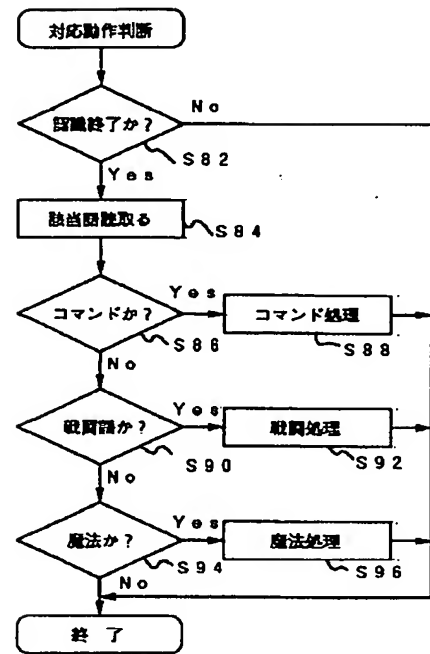 対応動作判断
No
認識終了か?
S82
Yes
該当語読取る
S84
Yes
コマンドか?
コマンド処理
S86
S88
No
Yes
戦闘語か?
戦闘処理
S90
S92
No
Yes
魔法か?
魔法処理
S94
S96
No
終 了